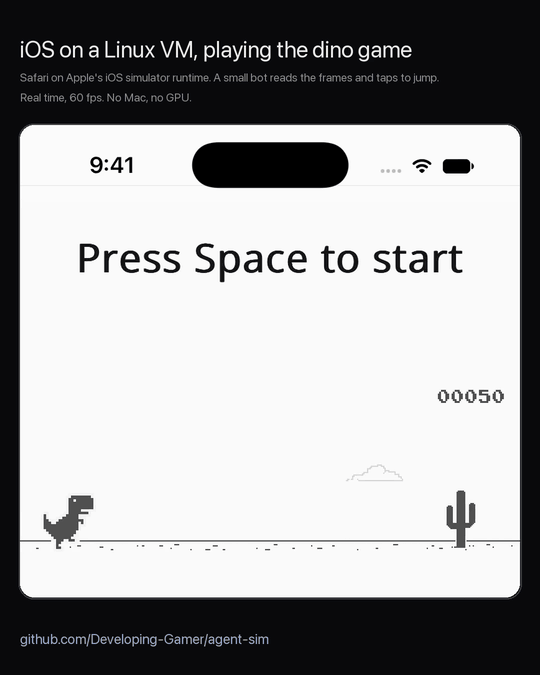 iOS on a Linux VM, playing the dino game
Safari on Apple's iOS simulator runtime. A small bot reads the frames and taps to jump.
Real time, 60 fps. No Mac, no GPU.
9:41
Press Space to start
00050
github.com/Developing-Gamer/agent-sim